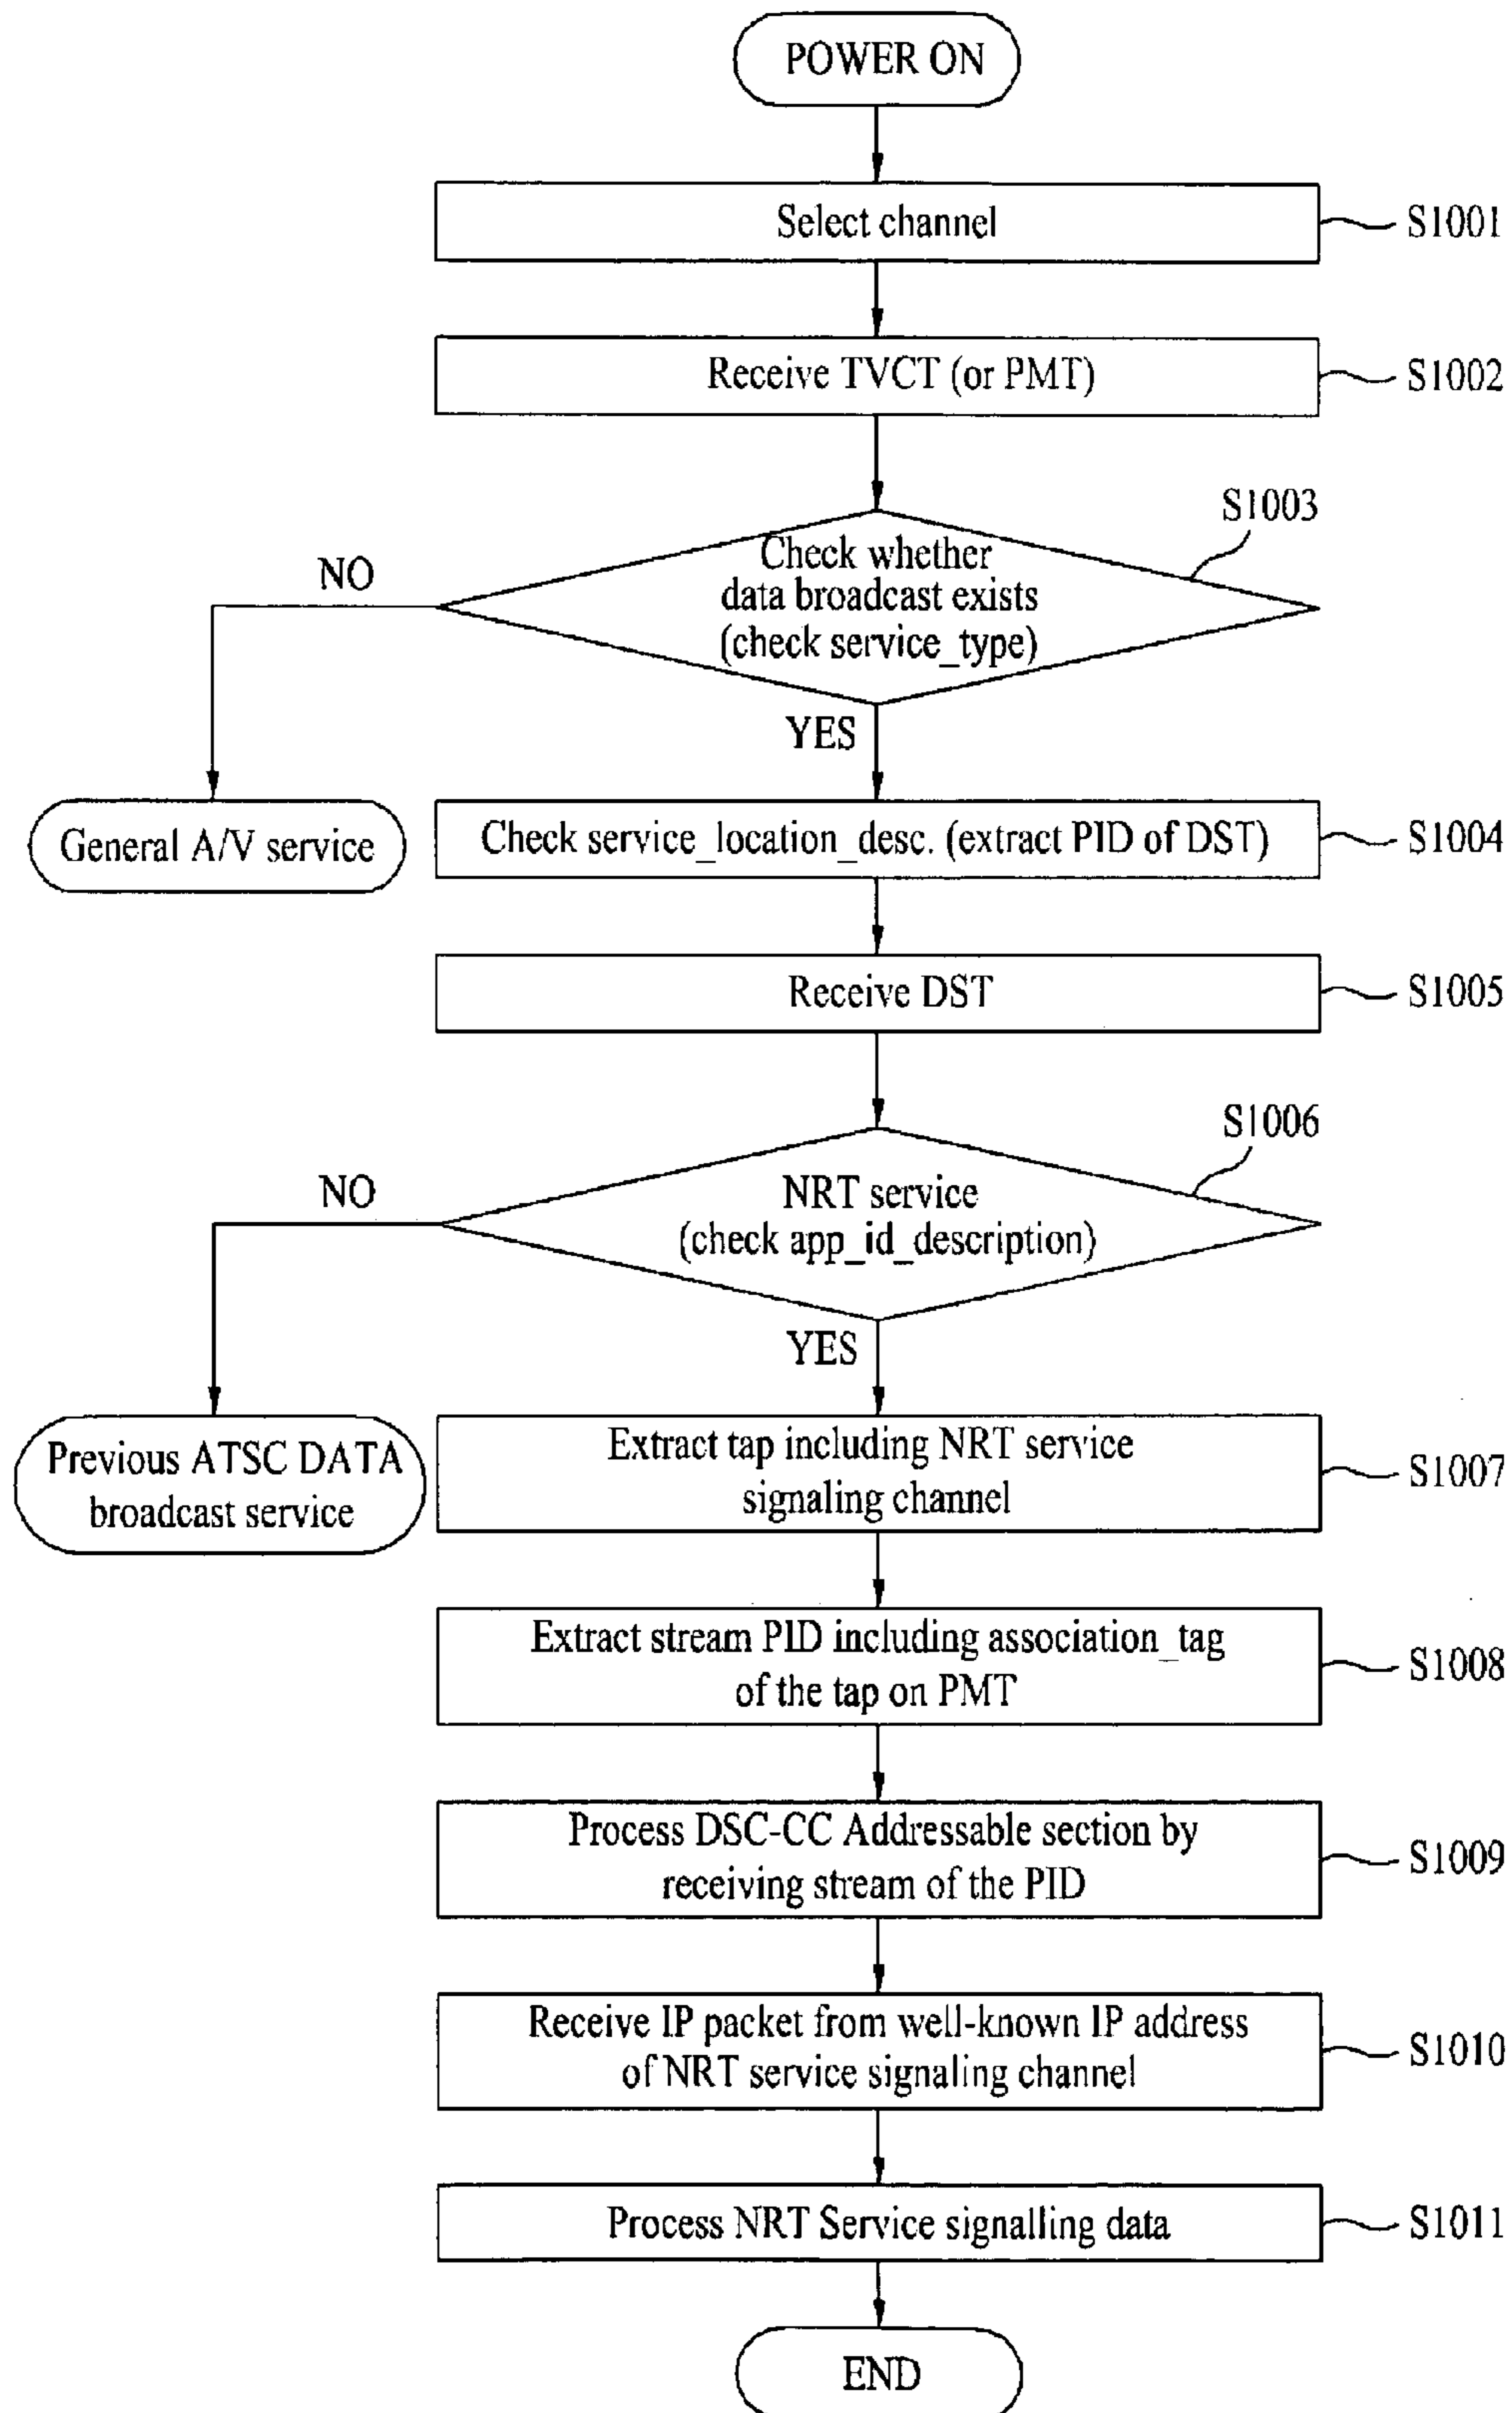 POWER ON
Select channel
S1001
Receive TVCT (or PMT)
S1002
S1003
Check whether
data broadcast exists
(check service_type)
NO
YES
General A/V service
Check service_location_desc. (extract PID of DST)
S1004
Receive DST
S1005
S1006
NRT service
(check app_id_description)
NO
YES
Previous ATSC DATA
broadcast service
Extract tap including NRT service
signaling channel
S1007
Extract stream PID including association_tag
of the tap on PMT
S1008
Process DSC-CC Addressable section by
receiving stream of the PID
S1009
Receive IP packet from well-known IP address
of NRT service signaling channel
S1010
Process NRT Service signalling data
S1011
END